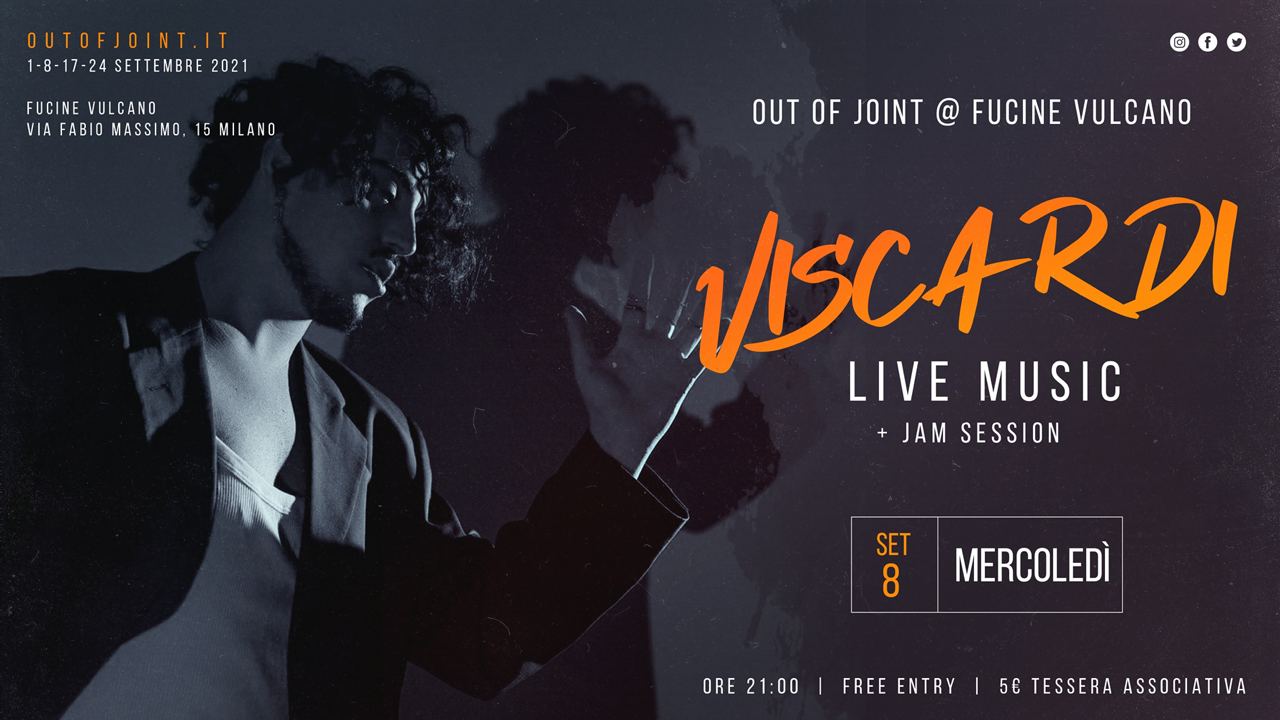 OUTOFJOINT.IT
1-8-17-24 SETTEMBRE 2021
FUCINE VULCANO
VIA FABIO MASSIMO, 15 MILANO
OUT OF JOINT @ FUCINE VULCANO
VISCARDI
LIVE MUSIC
+ JAM SESSION
SET
8
MERCOLEDÌ
ORE 21:00 | FREE ENTRY | 5€ TESSERA ASSOCIATIVA